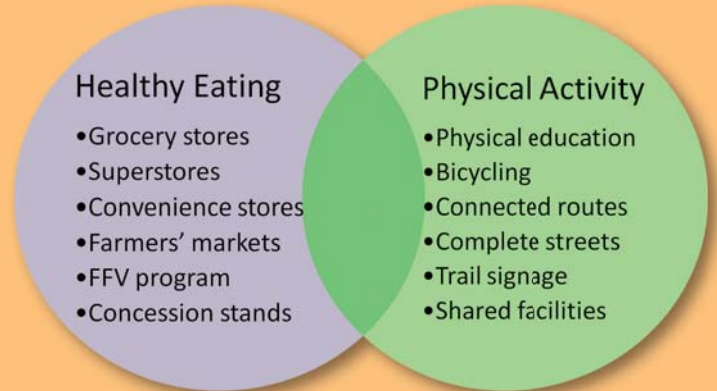 Healthy Eating
•Grocery stores
•Superstores
•Convenience stores
•Farmers' markets
•FFV program
•Concession stands
Physical Activity
•Physical education
•Bicycling
•Connected routes
•Complete streets
•Trail signage
•Shared facilities